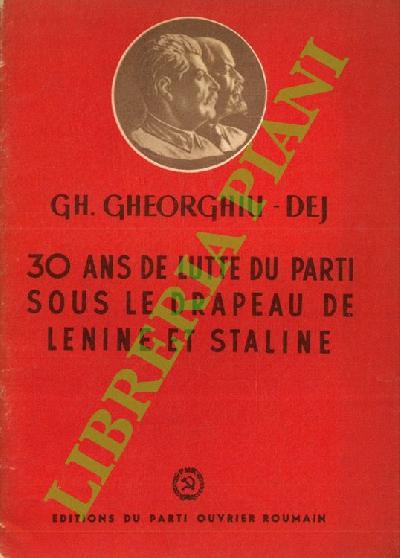 GH. GHEORGHIU-DEJ
30 ANS DE LUTTE DU PARTI
SOUS LE DRAPEAU DE
LENINE ET STALINE
EDITIONS DU PARTI OUVRIER ROUMAIN
LIBRERIA PIANI